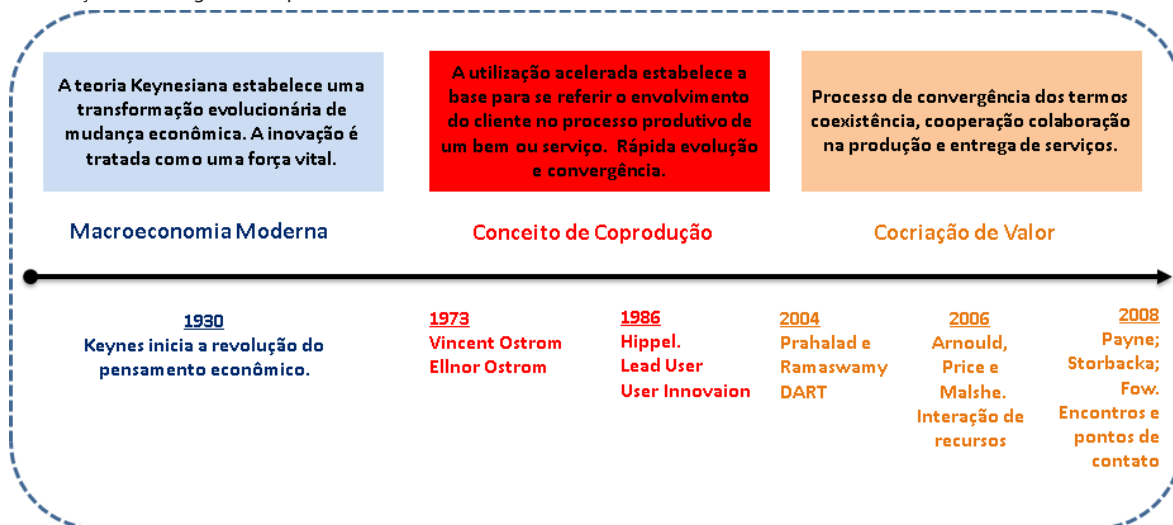 A teoria Keynesiana estabelece uma
transformação evolucionária de
mudança econômica. A inovação é
tratada como uma força vital.
A utilização acelerada estabelece a
base para se referir o envolvimento
do cliente no processo produtivo de
um bem ou serviço. Rápida evolução
e convergência.
Processo de convergência dos termos
coexistência, cooperação colaboração
na produção e entrega de serviços.
Macroeconomia Moderna
Conceito de Coprodução
Cocriação de Valor
1930
Keynes inicia a revolução do
pensamento econômico.
1973
Vincent Ostrom
Ellnor Ostrom
1986
Hippel.
Lead User
User Innovaion
2004
Prahalad e
Ramaswamy
DART
2006
Arnould,
Price e
Malshe.
Interação de
recursos
2008
Payne;
Storbacka;
Fow.
Encontros e
pontos de
contato